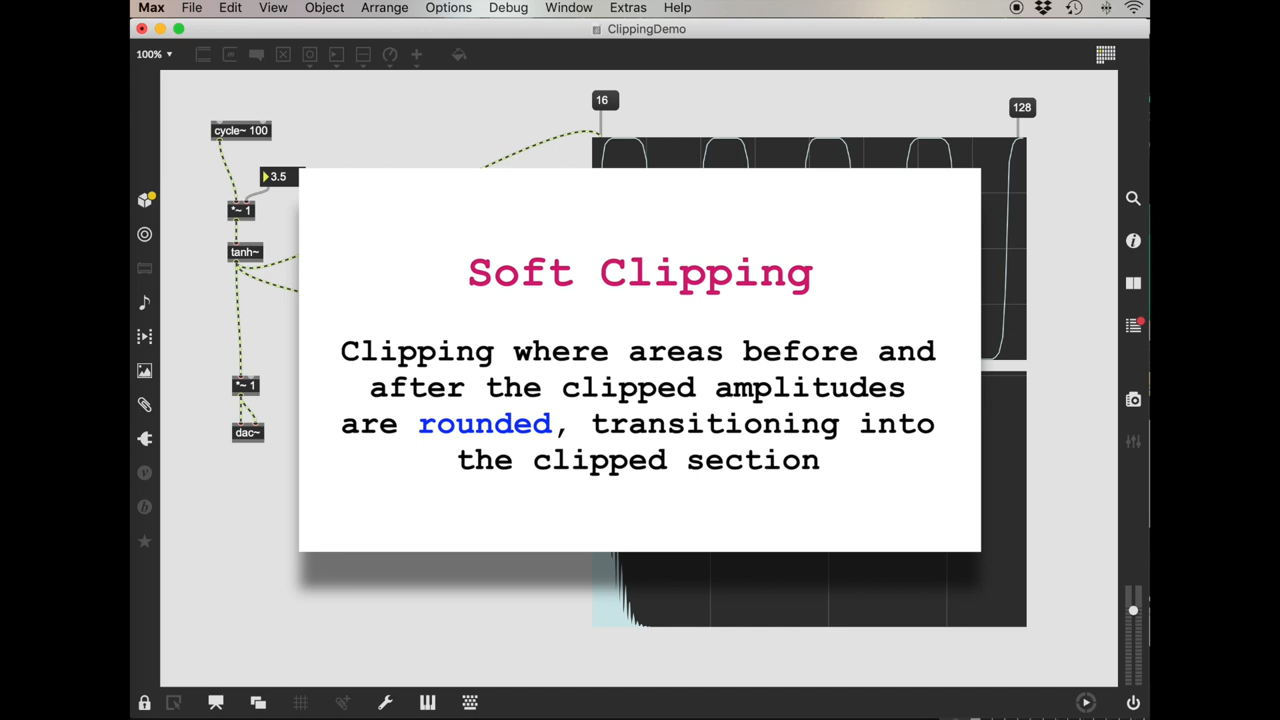 Max File Edit View Object Arrange Options Debug Window Extras Help
ClippingDemo
100%
16
128
cycle~ 100
3.5
*~ 1
tanh~
Soft Clipping
Clipping where areas before and
after the clipped amplitudes
are rounded, transitioning into
the clipped section
*~ 1
dac~